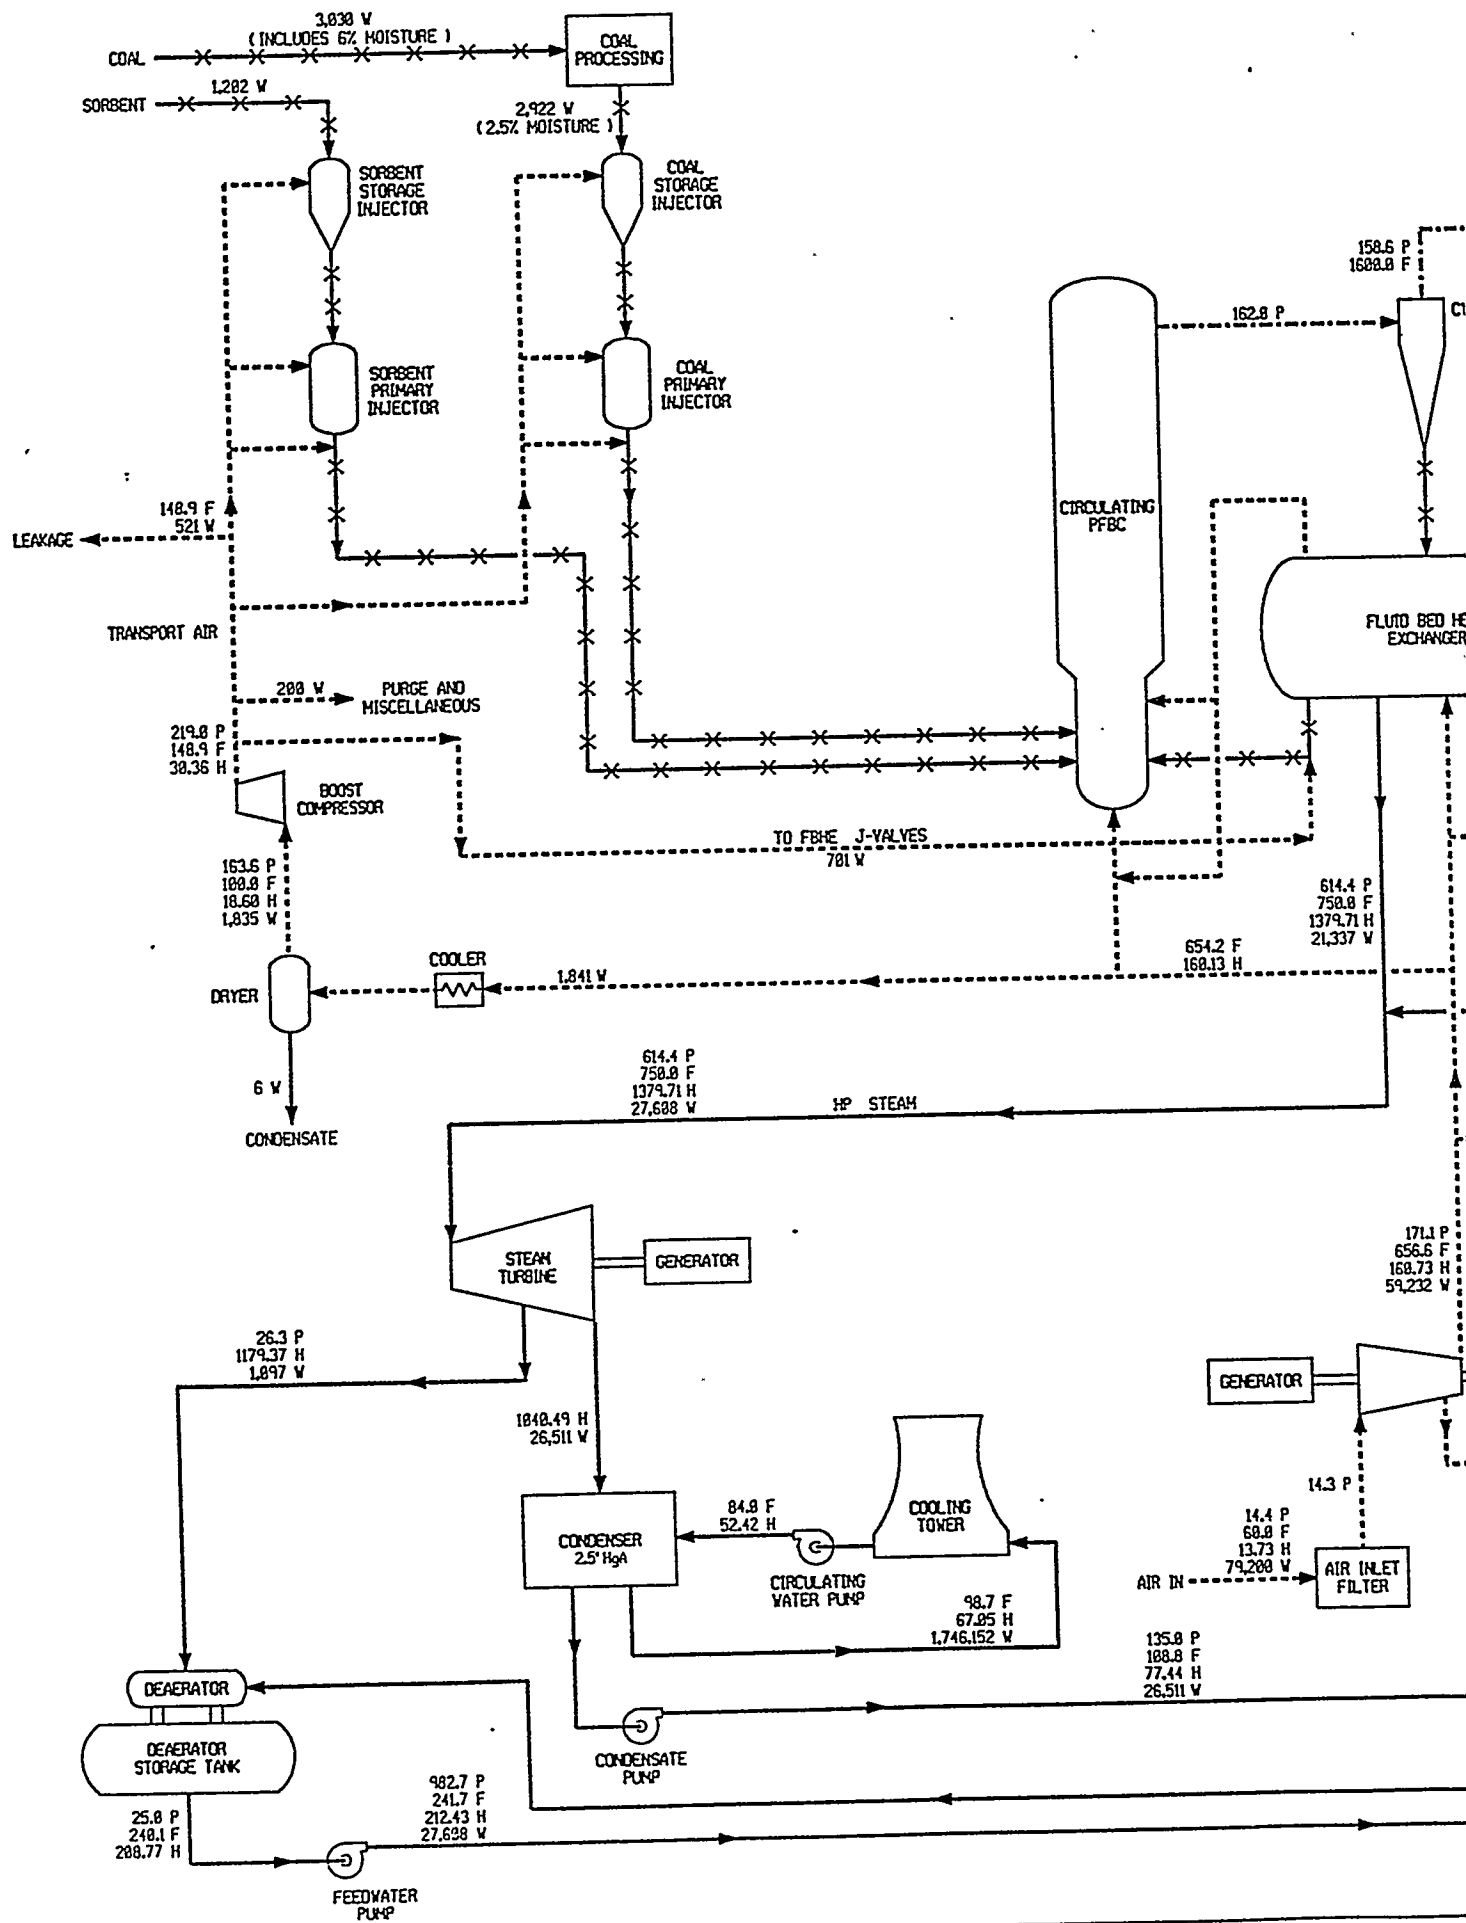 3,030 W
( INCLUDES 6% MOISTURE )
COAL
COAL
PROCESSING
1,202 W
SORBENT
2,922 W
( 2.5% MOISTURE )
SORBENT
STORAGE
INJECTOR
COAL
STORAGE
INJECTOR
158.6 P
1600.0 F
162.8 P
SORBENT
PRIMARY
INJECTOR
COAL
PRIMARY
INJECTOR
148.9 F
521 W
LEAKAGE
CIRCULATING
PFBC
TRANSPORT AIR
FLUID BED HE
EXCHANGER
200 W
PURGE AND
MISCELLANEOUS
219.0 P
148.9 F
30.36 H
BOOST
COMPRESSOR
TO FBHE J-VALVES
701 W
163.6 P
100.0 F
18.60 H
1,835 W
614.4 P
750.0 F
1379.71 H
21,337 W
COOLER
1,841 W
654.2 F
160.13 H
DRYER
6 W
CONDENSATE
614.4 P
750.0 F
1379.71 H
27,608 W
HP STEAM
STEAM
TURBINE
GENERATOR
171.1 P
656.6 F
160.73 H
59,232 W
26.3 P
1179.37 H
1,097 W
GENERATOR
1040.49 H
26,511 W
14.3 P
CONDENSER
2.5" HgA
84.0 F
52.42 H
COOLING
TOWER
CIRCULATING
WATER PUMP
14.4 P
60.0 F
13.73 H
79,200 W
AIR IN
AIR INLET
FILTER
98.7 F
67.05 H
1,746,152 W
135.0 P
108.8 F
77.44 H
26,511 W
DEAERATOR
DEAERATOR
STORAGE TANK
CONDENSATE
PUMP
25.0 P
240.1 F
208.77 H
982.7 P
241.7 F
212.43 H
27,608 W
FEEDWATER
PUMP